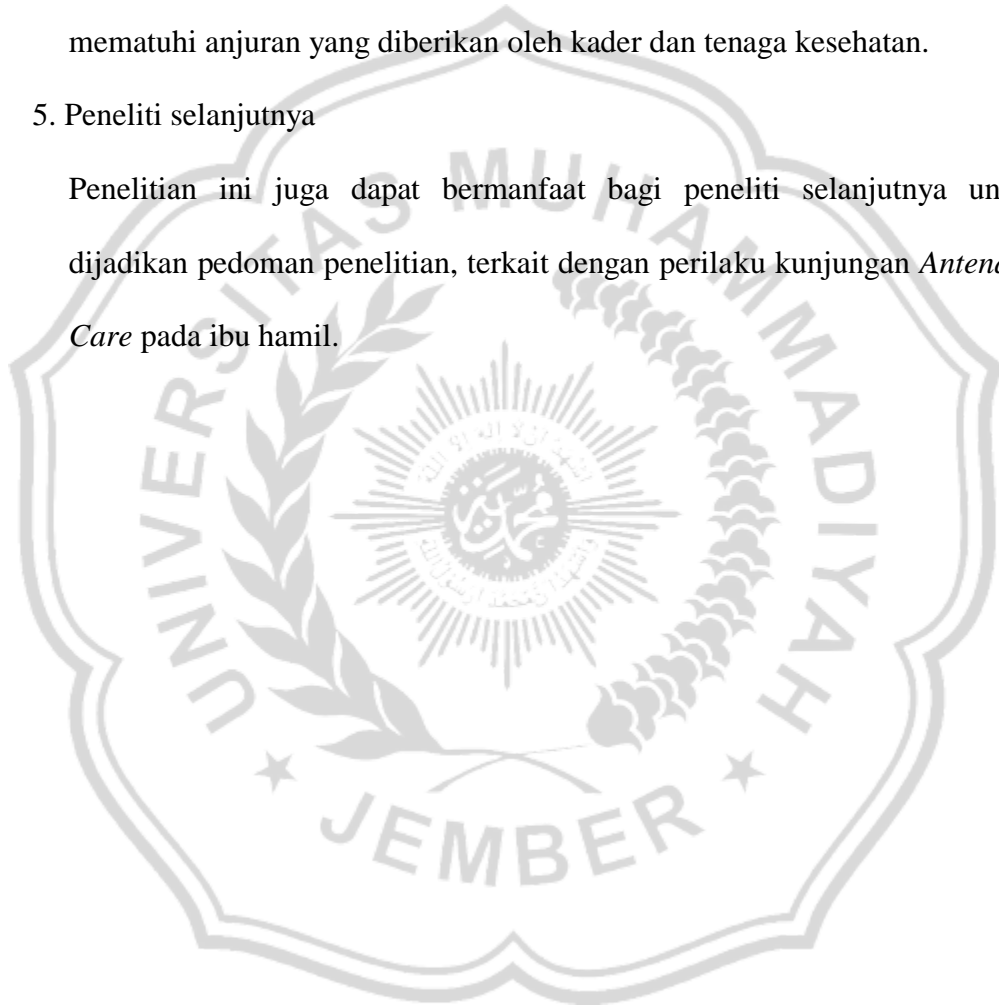 mematuhi anjuran yang diberikan oleh kader dan tenaga kesehatan.
5. Peneliti selanjutnya
Penelitian ini juga dapat bermanfaat bagi peneliti selanjutnya un
dijadikan pedoman penelitian, terkait dengan perilaku kunjungan Anten
Care pada ibu hamil.
UNIVERSITAS MUHAMMADIYAH
JEMBER